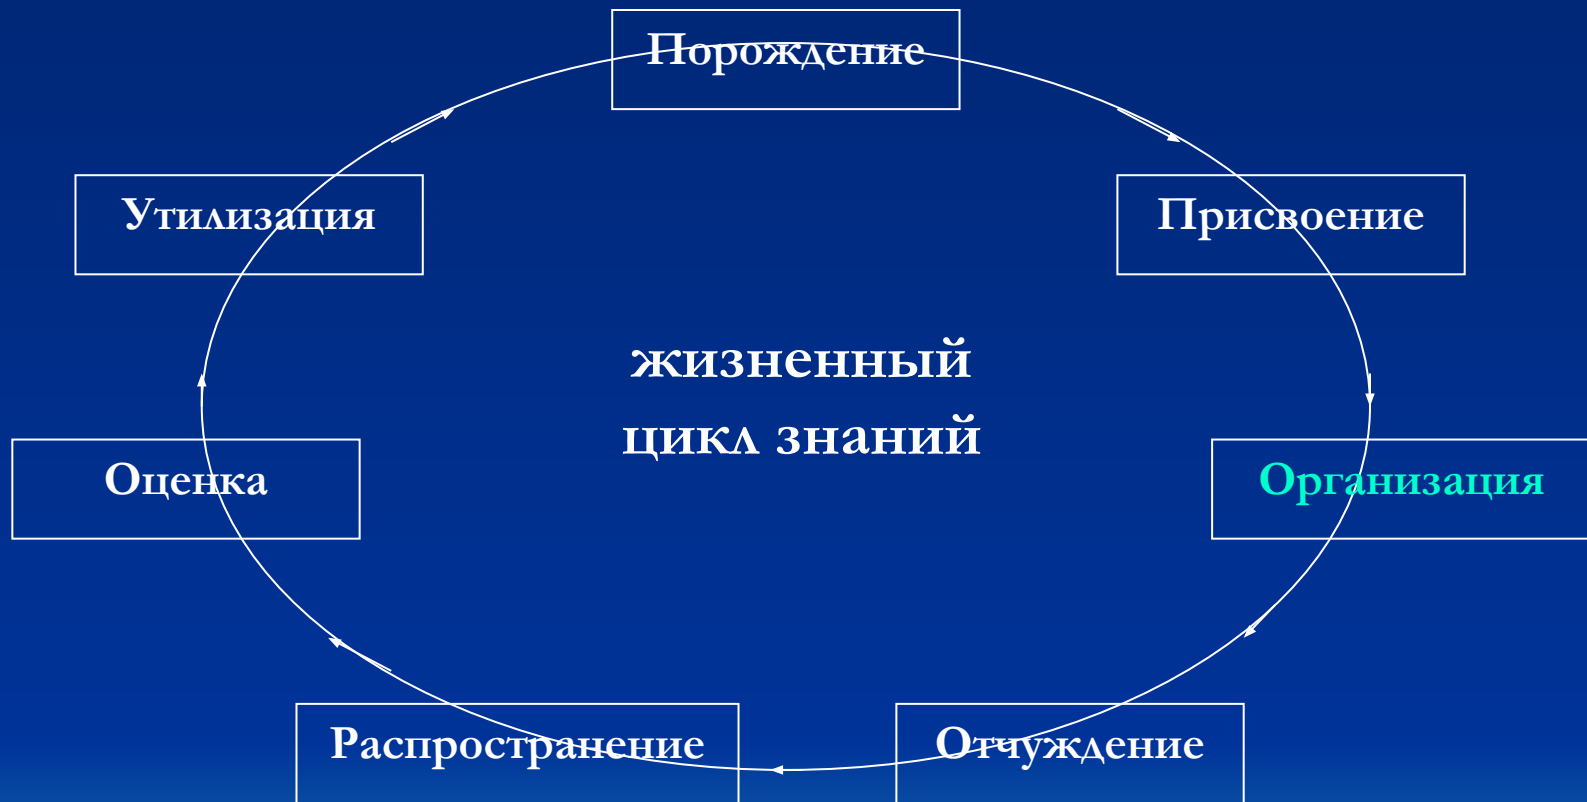 Порождение
Утилизация
Присвоение
жизненный
цикл знаний
Оценка
Организация
Распространение
Отчуждение